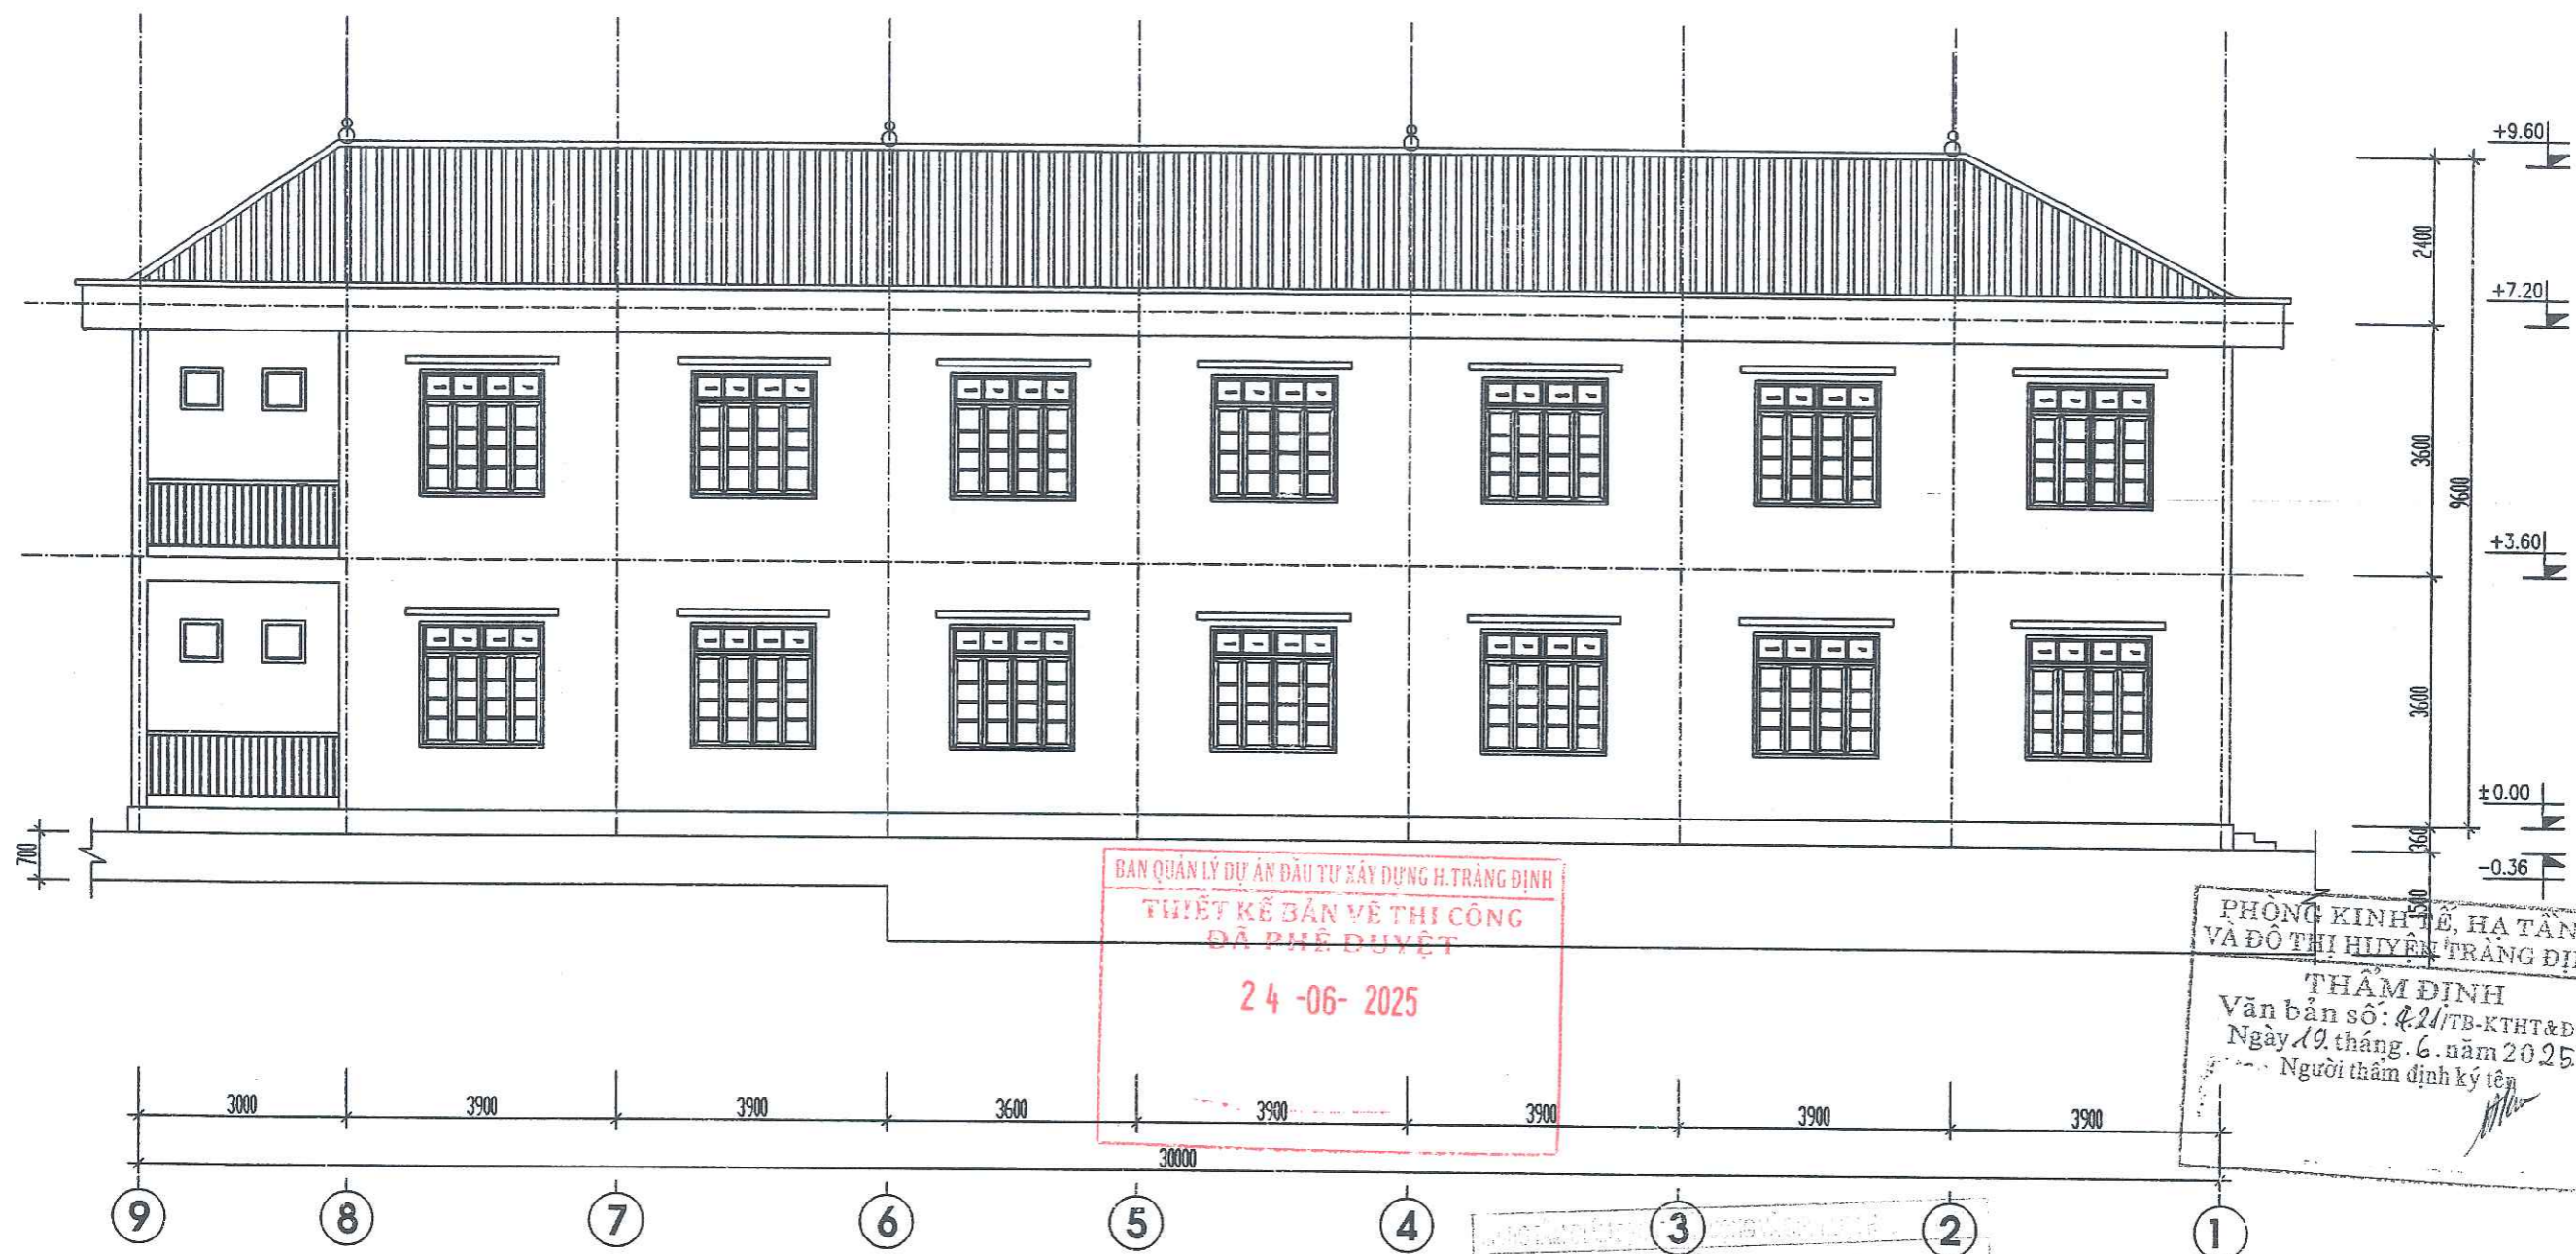 +9.60
2400
+7.20
3600
9600
+3.60
3600
±0.00
360
-0.36
1500
700
BAN QUẢN LÝ DỰ ÁN ĐẦU TƯ XÂY DỰNG H.TRÀNG ĐỊNH
THIẾT KẾ BẢN VẼ THI CÔNG
ĐÃ PHÊ DUYỆT
24 -06- 2025
PHÒNG KINH TẾ, HẠ TẦN
VÀ ĐÔ THỊ HUYỆN TRÀNG ĐỊ
THẨM ĐỊNH
Văn bản số: 421/TB-KTHT&Đ
Ngày 19. tháng. 6. năm 2025
Người thẩm định ký tên
3000 3900 3900 3600 3900 3900 3900 3900
30000
9 8 7 6 5 4 3 2 1